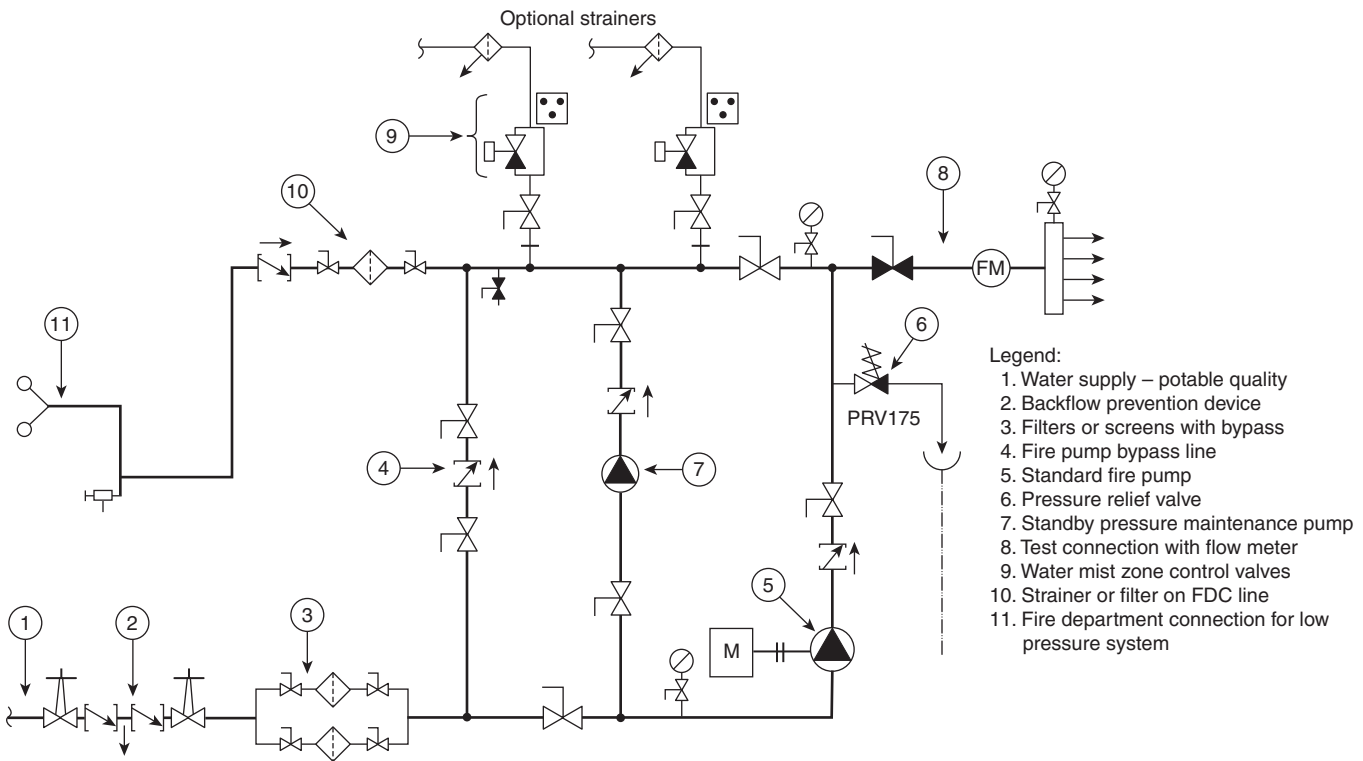 Optional strainers
9
8
10
FM
11
6
PRV175
4
7
5
M
1
2
3
Legend:
1. Water supply – potable quality
2. Backflow prevention device
3. Filters or screens with bypass
4. Fire pump bypass line
5. Standard fire pump
6. Pressure relief valve
7. Standby pressure maintenance pump
8. Test connection with flow meter
9. Water mist zone control valves
10. Strainer or filter on FDC line
11. Fire department connection for low
pressure system